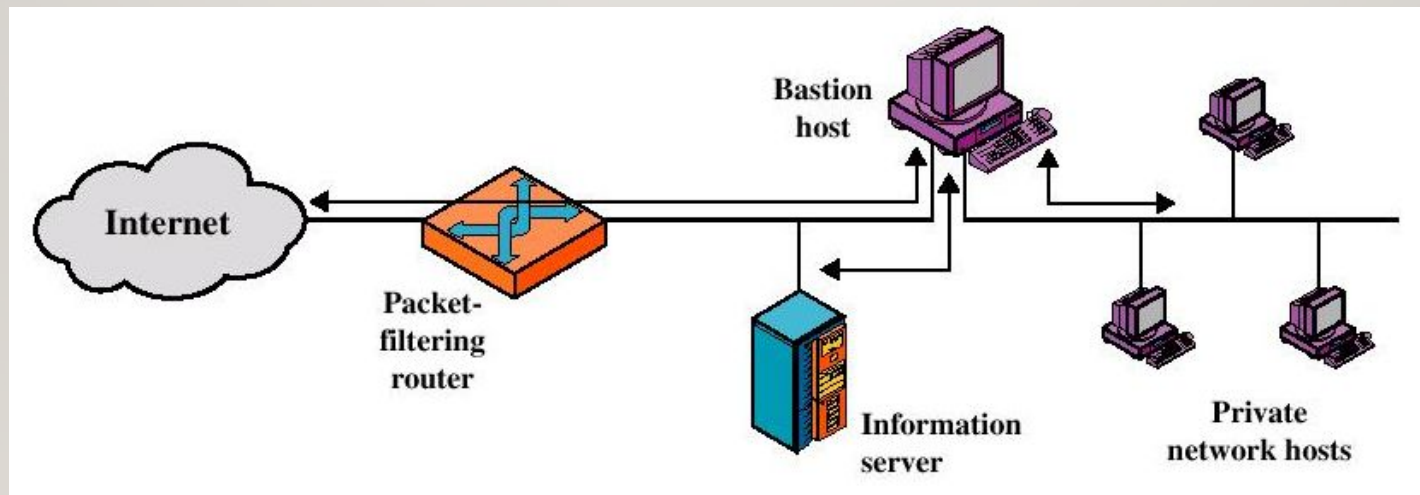 Bastion
host
Internet
Packet-
filtering
router
Information
server
Private
network hosts